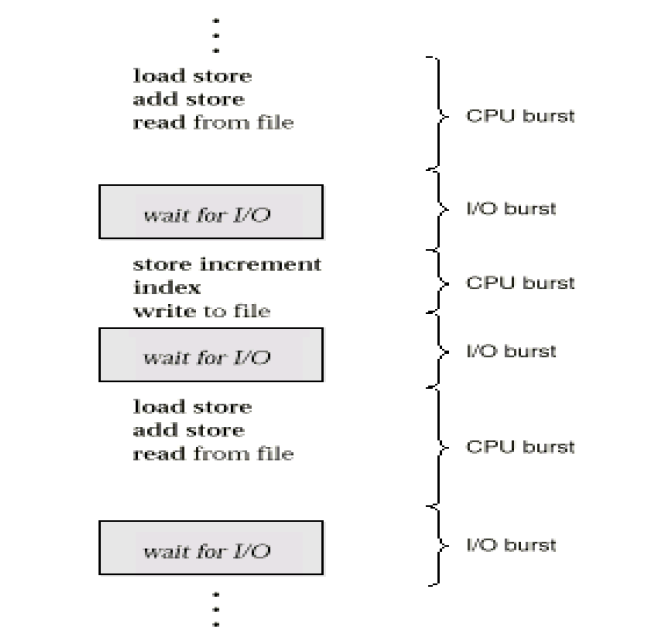 load store
add store
read from file
CPU burst
wait for I/O
I/O burst
store increment
index
write to file
CPU burst
wait for I/O
I/O burst
load store
add store
read from file
CPU burst
wait for I/O
I/O burst